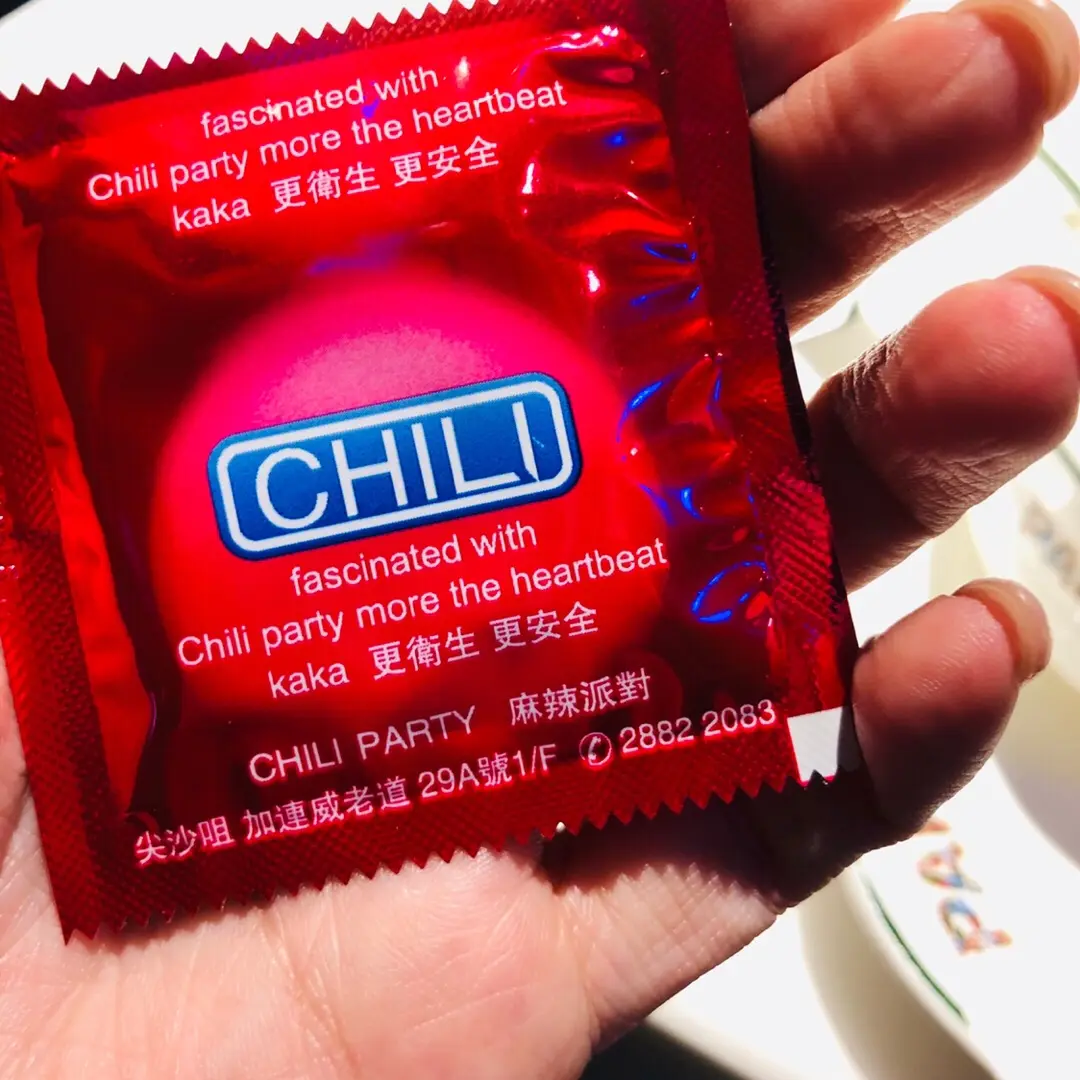 fascinated with
Chili party more the heartbeat
kaka 更衛生 更安全
CHILI
fascinated with
Chili party more the heartbeat
kaka 更衛生 更安全
CHILI PARTY 麻辣派對
尖沙咀 加連威老道 29A號1/F ✆ 2882 2083